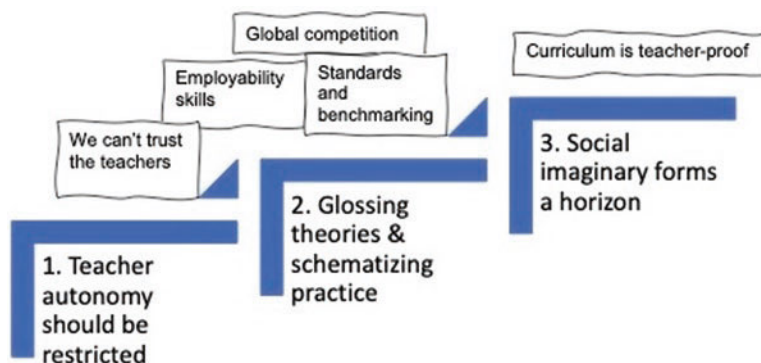 Global competition
Employability
skills
Standards
and
benchmarking
Curriculum is teacher-proof
We can't trust
the teachers
1. Teacher
autonomy
should be
restricted
2. Glossing
theories &
schematizing
practice
3. Social
imaginary forms
a horizon